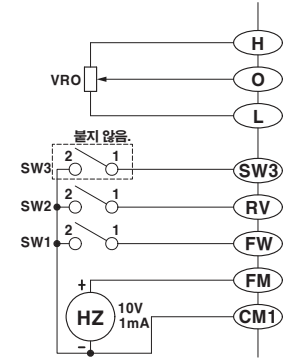 H
VRO
O
L
붙지 않음.
SW3 2 1 SW3
SW2 2 1 RV
SW1 2 1 FW
+ FM
HZ 10V
1mA
CM1
−